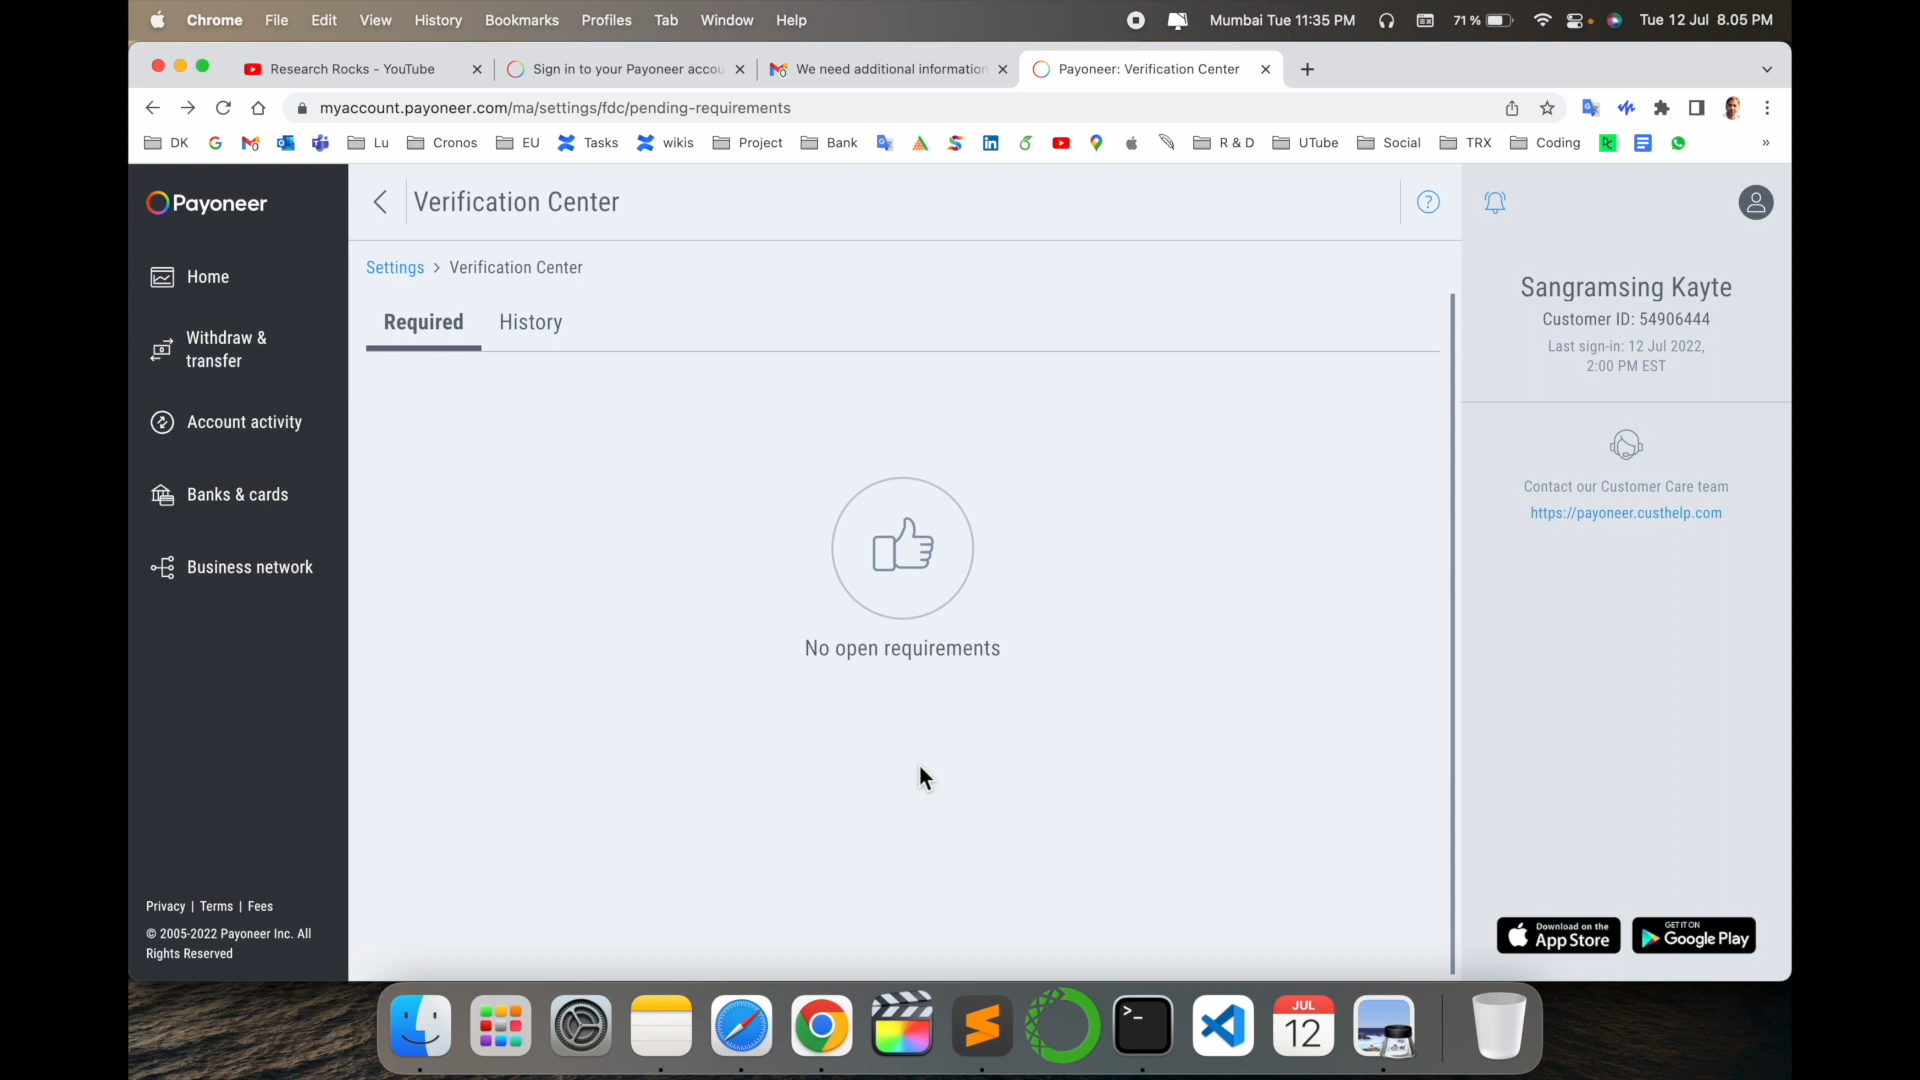 Chrome File Edit View History Bookmarks Profiles Tab Window Help
Mumbai Tue 11:35 PM 71 % Tue 12 Jul 8.05 PM
Research Rocks - YouTube
Sign in to your Payoneer accou
We need additional information
Payoneer: Verification Center
myaccount.payoneer.com/ma/settings/fdc/pending-requirements
DK Lu Cronos EU Tasks wikis Project Bank R & D UTube Social TRX Coding »
Payoneer
Verification Center
Settings > Verification Center
Required History
Home
Withdraw &
transfer
Account activity
Banks & cards
Business network
No open requirements
Sangramsing Kayte
Customer ID: 54906444
Last sign-in: 12 Jul 2022,
2:00 PM EST
Contact our Customer Care team
https://payoneer.custhelp.com
Privacy | Terms | Fees
© 2005-2022 Payoneer Inc. All
Rights Reserved
Download on the
App Store
GET IT ON
Google Play
JUL
12